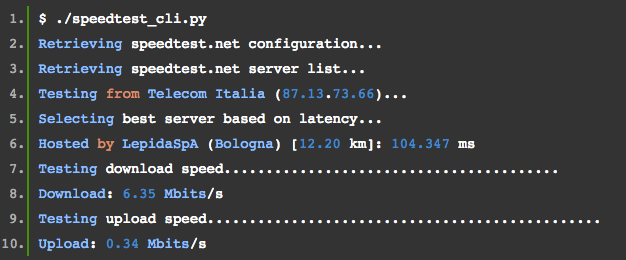 1. $ ./speedtest_cli.py
2. Retrieving speedtest.net configuration...
3. Retrieving speedtest.net server list...
4. Testing from Telecom Italia (87.13.73.66)...
5. Selecting best server based on latency...
6. Hosted by LepidaSpA (Bologna) [12.20 km]: 104.347 ms
7. Testing download speed........................................
8. Download: 6.35 Mbits/s
9. Testing upload speed...............................................
10. Upload: 0.34 Mbits/s